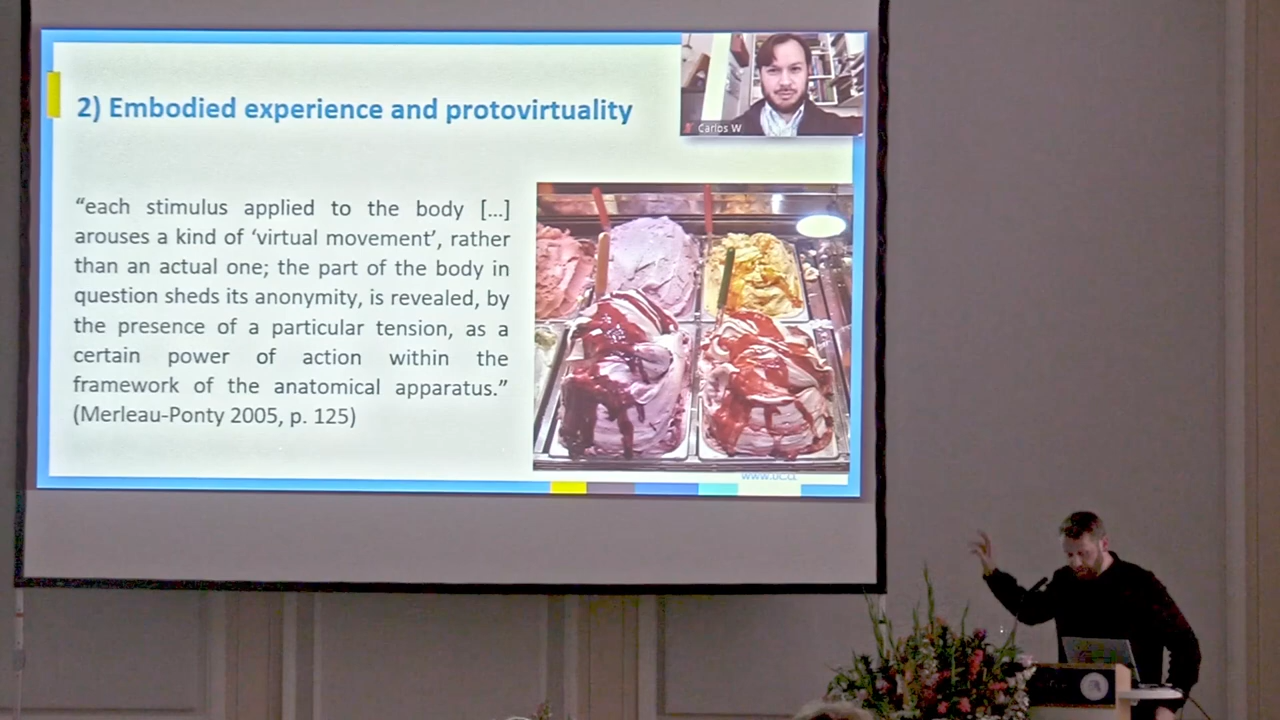 2) Embodied experience and protovirtuality
Carlos W
“each stimulus applied to the body [...]
arouses a kind of ‘virtual movement’, rather
than an actual one; the part of the body in
question sheds its anonymity, is revealed, by
the presence of a particular tension, as a
certain power of action within the
framework of the anatomical apparatus.”
(Merleau-Ponty 2005, p. 125)